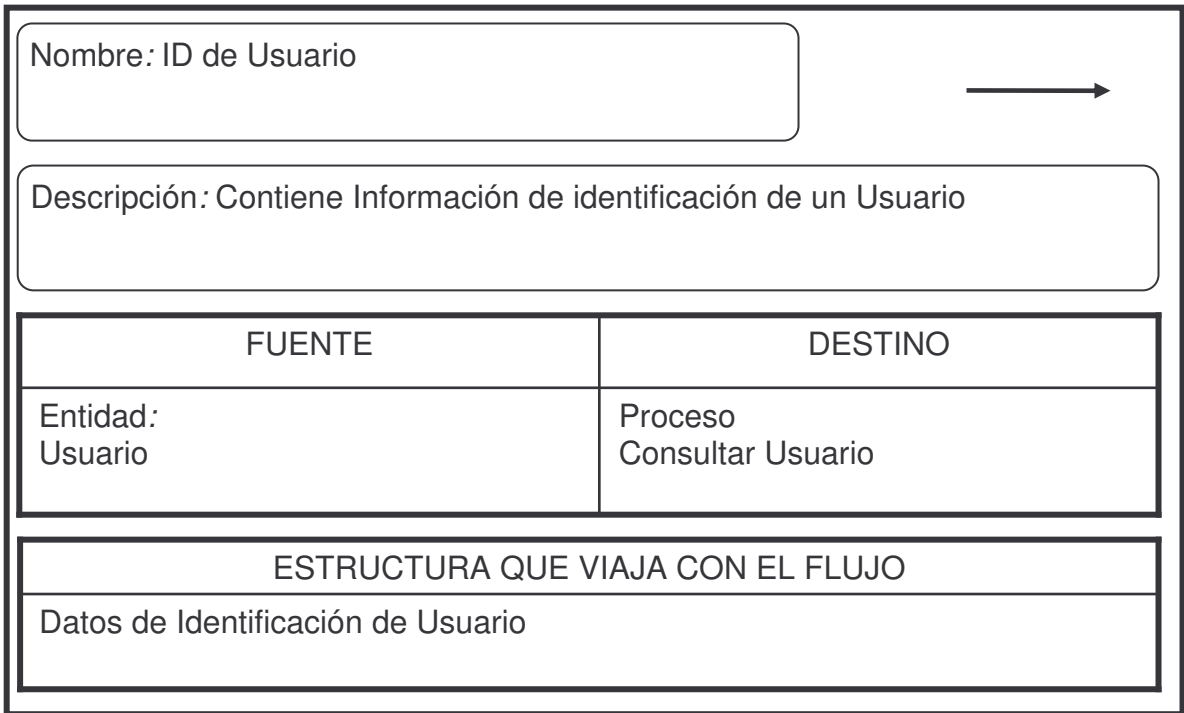 Nombre: ID de Usuario
Descripción: Contiene Información de identificación de un Usuario
FUENTE
DESTINO
Entidad:
Usuario
Proceso
Consultar Usuario
ESTRUCTURA QUE VIAJA CON EL FLUJO
Datos de Identificación de Usuario